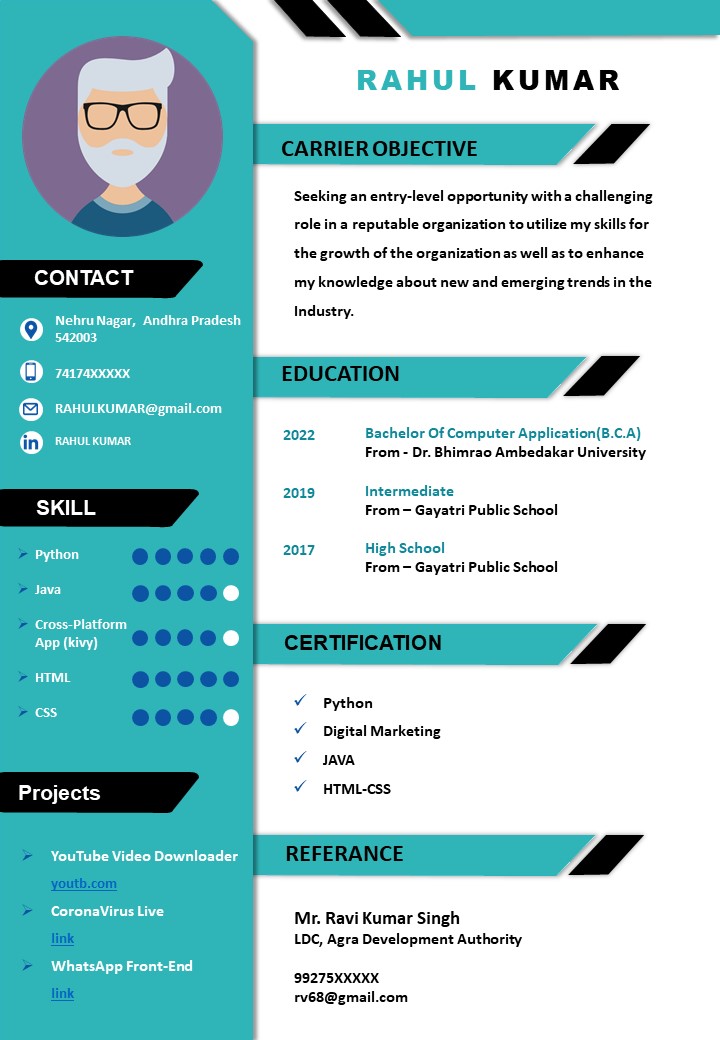 RAHUL KUMAR
CONTACT
Nehru Nagar, Andhra Pradesh
542003
74174XXXXX
RAHULKUMAR@gmail.com
in RAHUL KUMAR
SKILL
Python
Java
Cross-Platform
App (kivy)
HTML
CSS
Projects
YouTube Video Downloader
youtb.com
CoronaVirus Live
link
WhatsApp Front-End
link
CARRIER OBJECTIVE
Seeking an entry-level opportunity with a challenging
role in a reputable organization to utilize my skills for
the growth of the organization as well as to enhance
my knowledge about new and emerging trends in the
Industry.
EDUCATION
2022 Bachelor Of Computer Application(B.C.A)
From - Dr. Bhimrao Ambedakar University
2019 Intermediate
From – Gayatri Public School
2017 High School
From – Gayatri Public School
CERTIFICATION
Python
Digital Marketing
JAVA
HTML-CSS
REFERANCE
Mr. Ravi Kumar Singh
LDC, Agra Development Authority
99275XXXXX
rv68@gmail.com